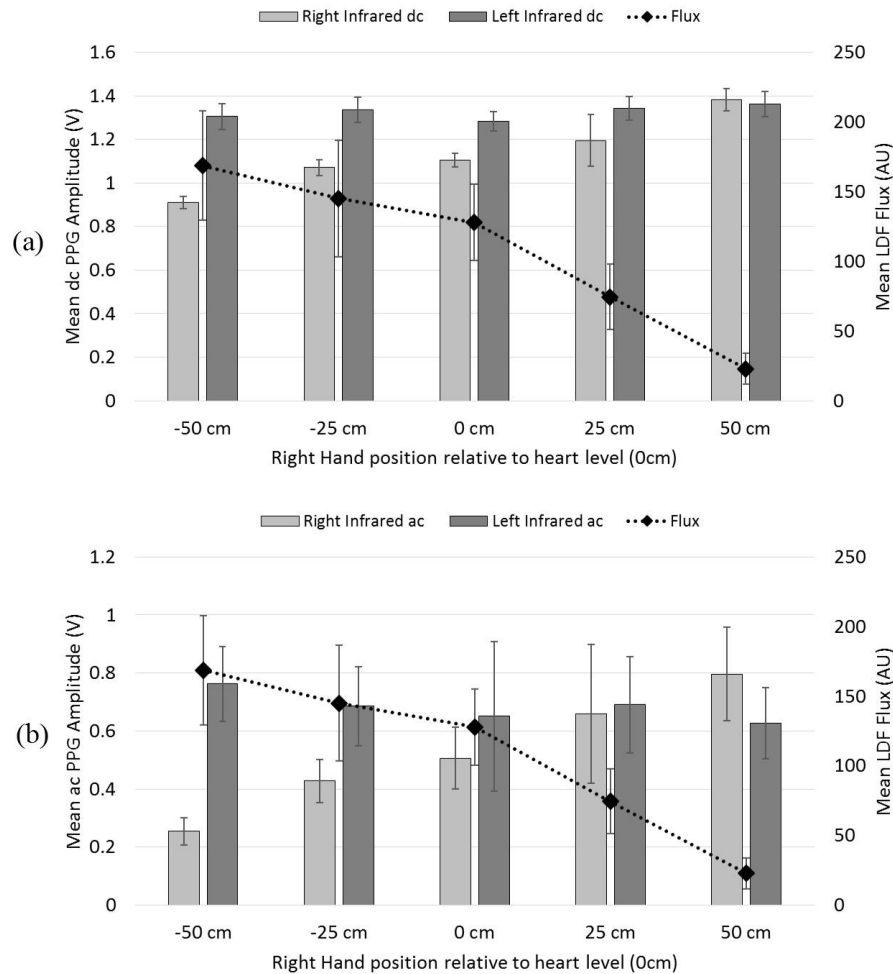 Right Infrared dc Left Infrared dc Flux
1.6 250
1.4 200
1.2
1 150
0.8
0.6 100
0.4 50
0.2
0 0
Mean dc PPG Amplitude (V)
Mean LDF Flux (AU)
(a)
-50 cm -25 cm 0 cm 25 cm 50 cm
Right Hand position relative to heart level (0cm)
Right Infrared ac Left Infrared ac Flux
1.2 250
1 200
0.8 150
0.6
0.4 100
0.2 50
0 0
Mean ac PPG Amplitude (V)
Mean LDF Flux (AU)
(b)
-50 cm -25 cm 0 cm 25 cm 50 cm
Right Hand position relative to heart level (0cm)